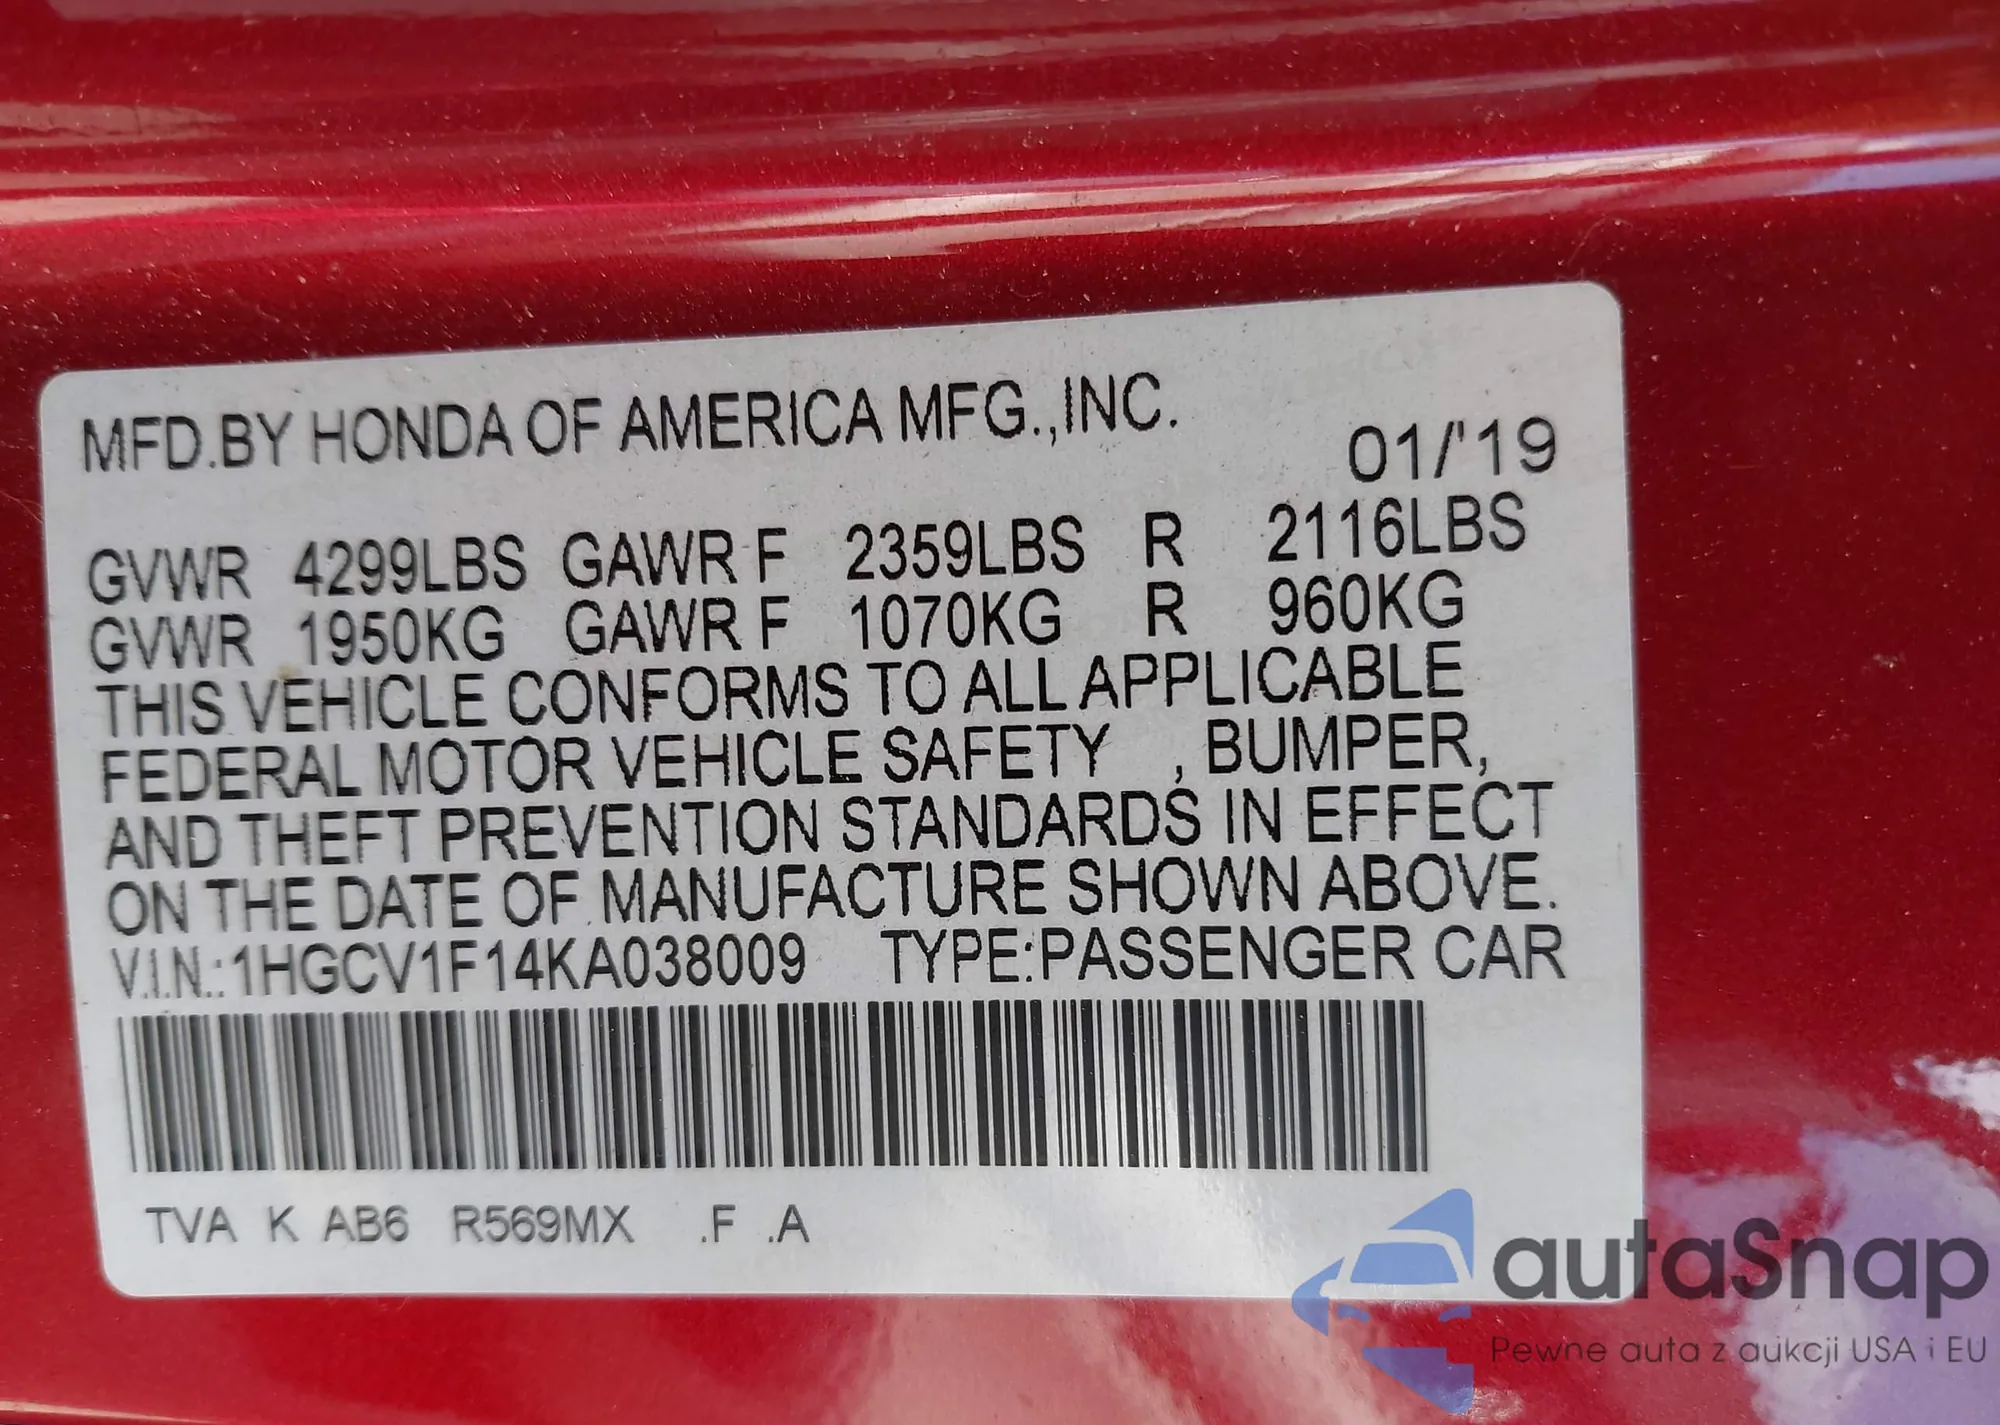 MFD.BY HONDA OF AMERICA MFG.,INC.
01/'19
GVWR 4299LBS GAWR F 2359LBS R 2116LBS
GVWR 1950KG GAWR F 1070KG R 960KG
THIS VEHICLE CONFORMS TO ALL APPLICABLE
FEDERAL MOTOR VEHICLE SAFETY , BUMPER,
AND THEFT PREVENTION STANDARDS IN EFFECT
ON THE DATE OF MANUFACTURE SHOWN ABOVE.
V.I.N.:1HGCV1F14KA038009 TYPE:PASSENGER CAR
TVA K AB6 R569MX .F .A
autaSnap
Pewne auta z aukcji USA i EU